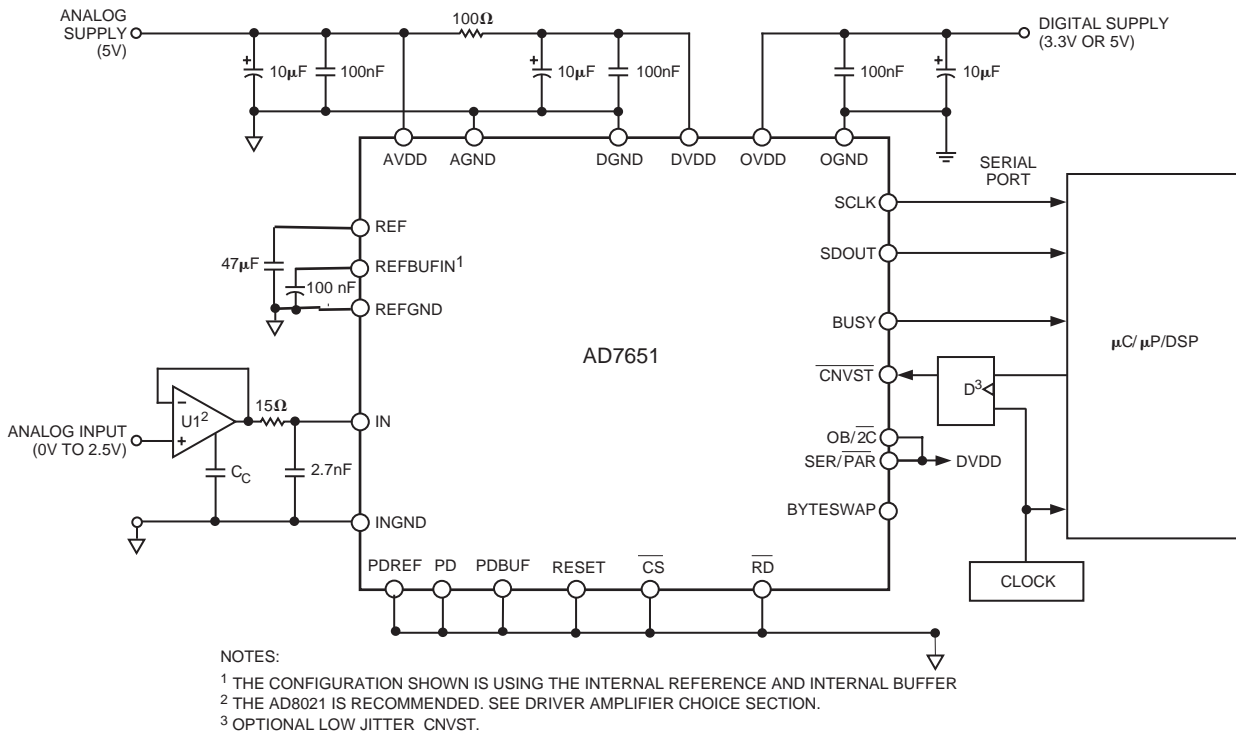 ANALOG
SUPPLY
(5V)
100Ω
DIGITAL SUPPLY
(3.3V OR 5V)
+
10µF
100nF
+
10µF
100nF
100nF
+
10µF
AVDD
AGND
DGND
DVDD
OVDD
OGND
SERIAL
PORT
REF
SCLK
47µF
REFBUFIN1
SDOUT
100 nF
REFGND
BUSY
AD7651
µC/µP/DSP
CNVST
D3
15Ω
−
U12
IN
ANALOG INPUT
(0V TO 2.5V)
+
OB/2C
SER/PAR
DVDD
CC
2.7nF
BYTESWAP
INGND
PDREF
PD
PDBUF
RESET
CS
RD
CLOCK
NOTES:
1 THE CONFIGURATION SHOWN IS USING THE INTERNAL REFERENCE AND INTERNAL BUFFER
2 THE AD8021 IS RECOMMENDED. SEE DRIVER AMPLIFIER CHOICE SECTION.
3 OPTIONAL LOW JITTER CNVST.